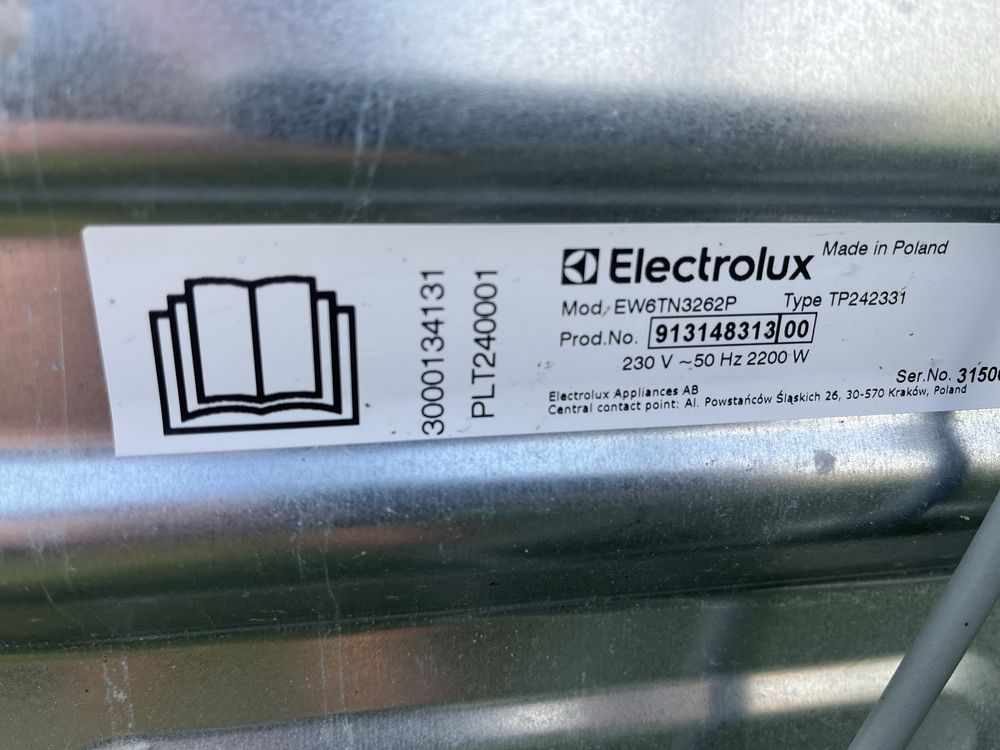 3000134131
PLT240001
Electrolux Made in Poland
Mod. EW6TN3262P Type TP242331
Prod.No. 913148313 00
230 V ~50 Hz 2200 W
Ser.No. 31500
Electrolux Appliances AB
Central contact point: Al. Powstańców Śląskich 26, 30-570 Kraków, Poland